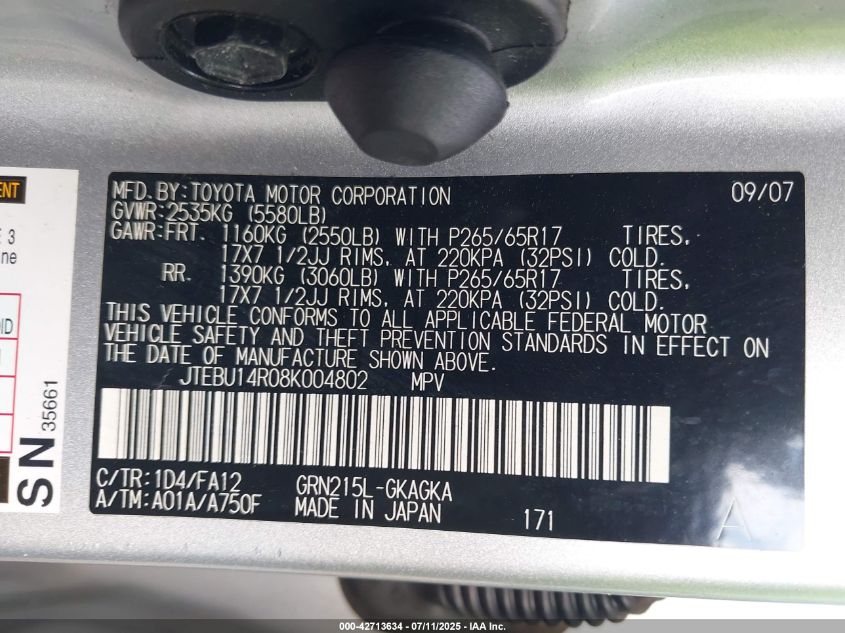 MFD.BY:TOYOTA MOTOR CORPORATION 09/07
GVWR:2535KG (5580LB)
GAWR:FRT. 1160KG (2550LB) WITH P265/65R17 TIRES,
17X7 1/2JJ RIMS, AT 220KPA (32PSI) COLD.
RR. 1390KG (3060LB) WITH P265/65R17 TIRES,
17X7 1/2JJ RIMS, AT 220KPA (32PSI) COLD.
THIS VEHICLE CONFORMS TO ALL APPLICABLE FEDERAL MOTOR
VEHICLE SAFETY AND THEFT PREVENTION STANDARDS IN EFFECT ON
THE DATE OF MANUFACTURE SHOWN ABOVE.
JTEBU14R08K004802 MPV
C/TR:1D4/FA12 GRN215L-GKAGKA
A/TM:A01A/A750F MADE IN JAPAN 171
A
SN 35661
000-42713634 - 07/11/2025 - IAA Inc.